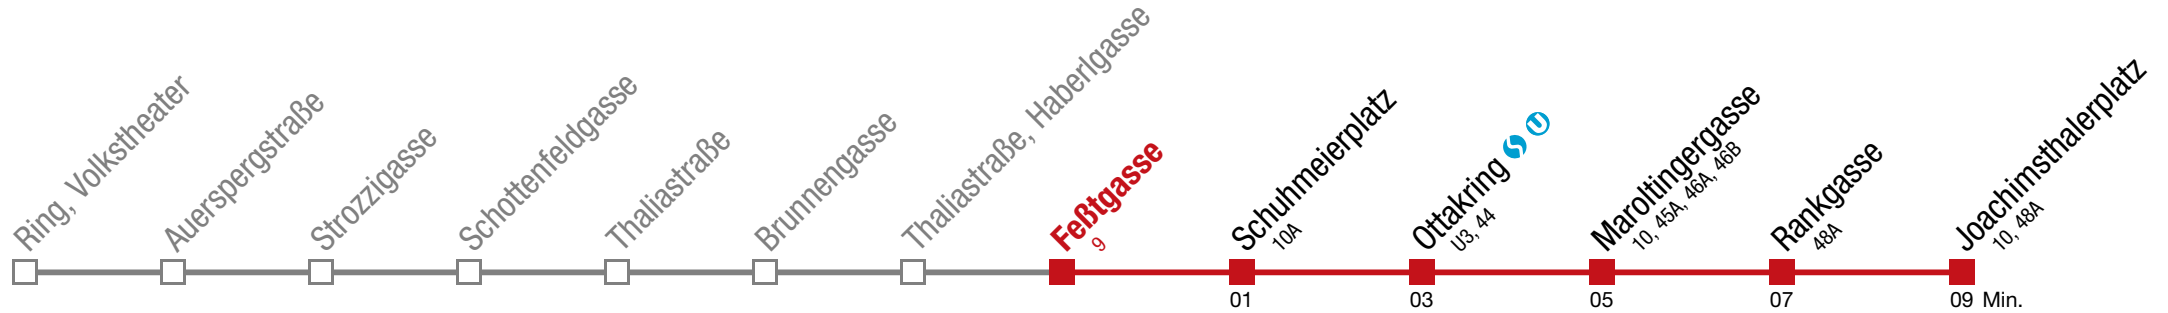 Ring, Volkstheater
Auerspergstraße
Strozzigasse
Schottenfeldgasse
Thaliastraße
Brunnengasse
Thaliastraße, Haberlgasse
Feßtgasse
9
Schuhmeierplatz
10A
Ottakring S U
U3, 44
Maroltingergasse
10, 45A, 46A, 46B
Rankgasse
48A
Joachimsthalerplatz
10, 48A
01
03
05
07
09 Min.